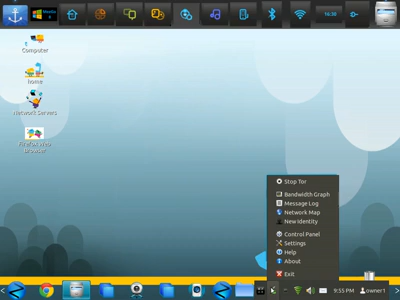 16:30
Computer
home
Network Servers
Firefox Web
Browser
Stop Tor
Bandwidth Graph
Message Log
Network Map
New Identity
Control Panel
Settings
Help
About
Exit
9:55 PM
owner1